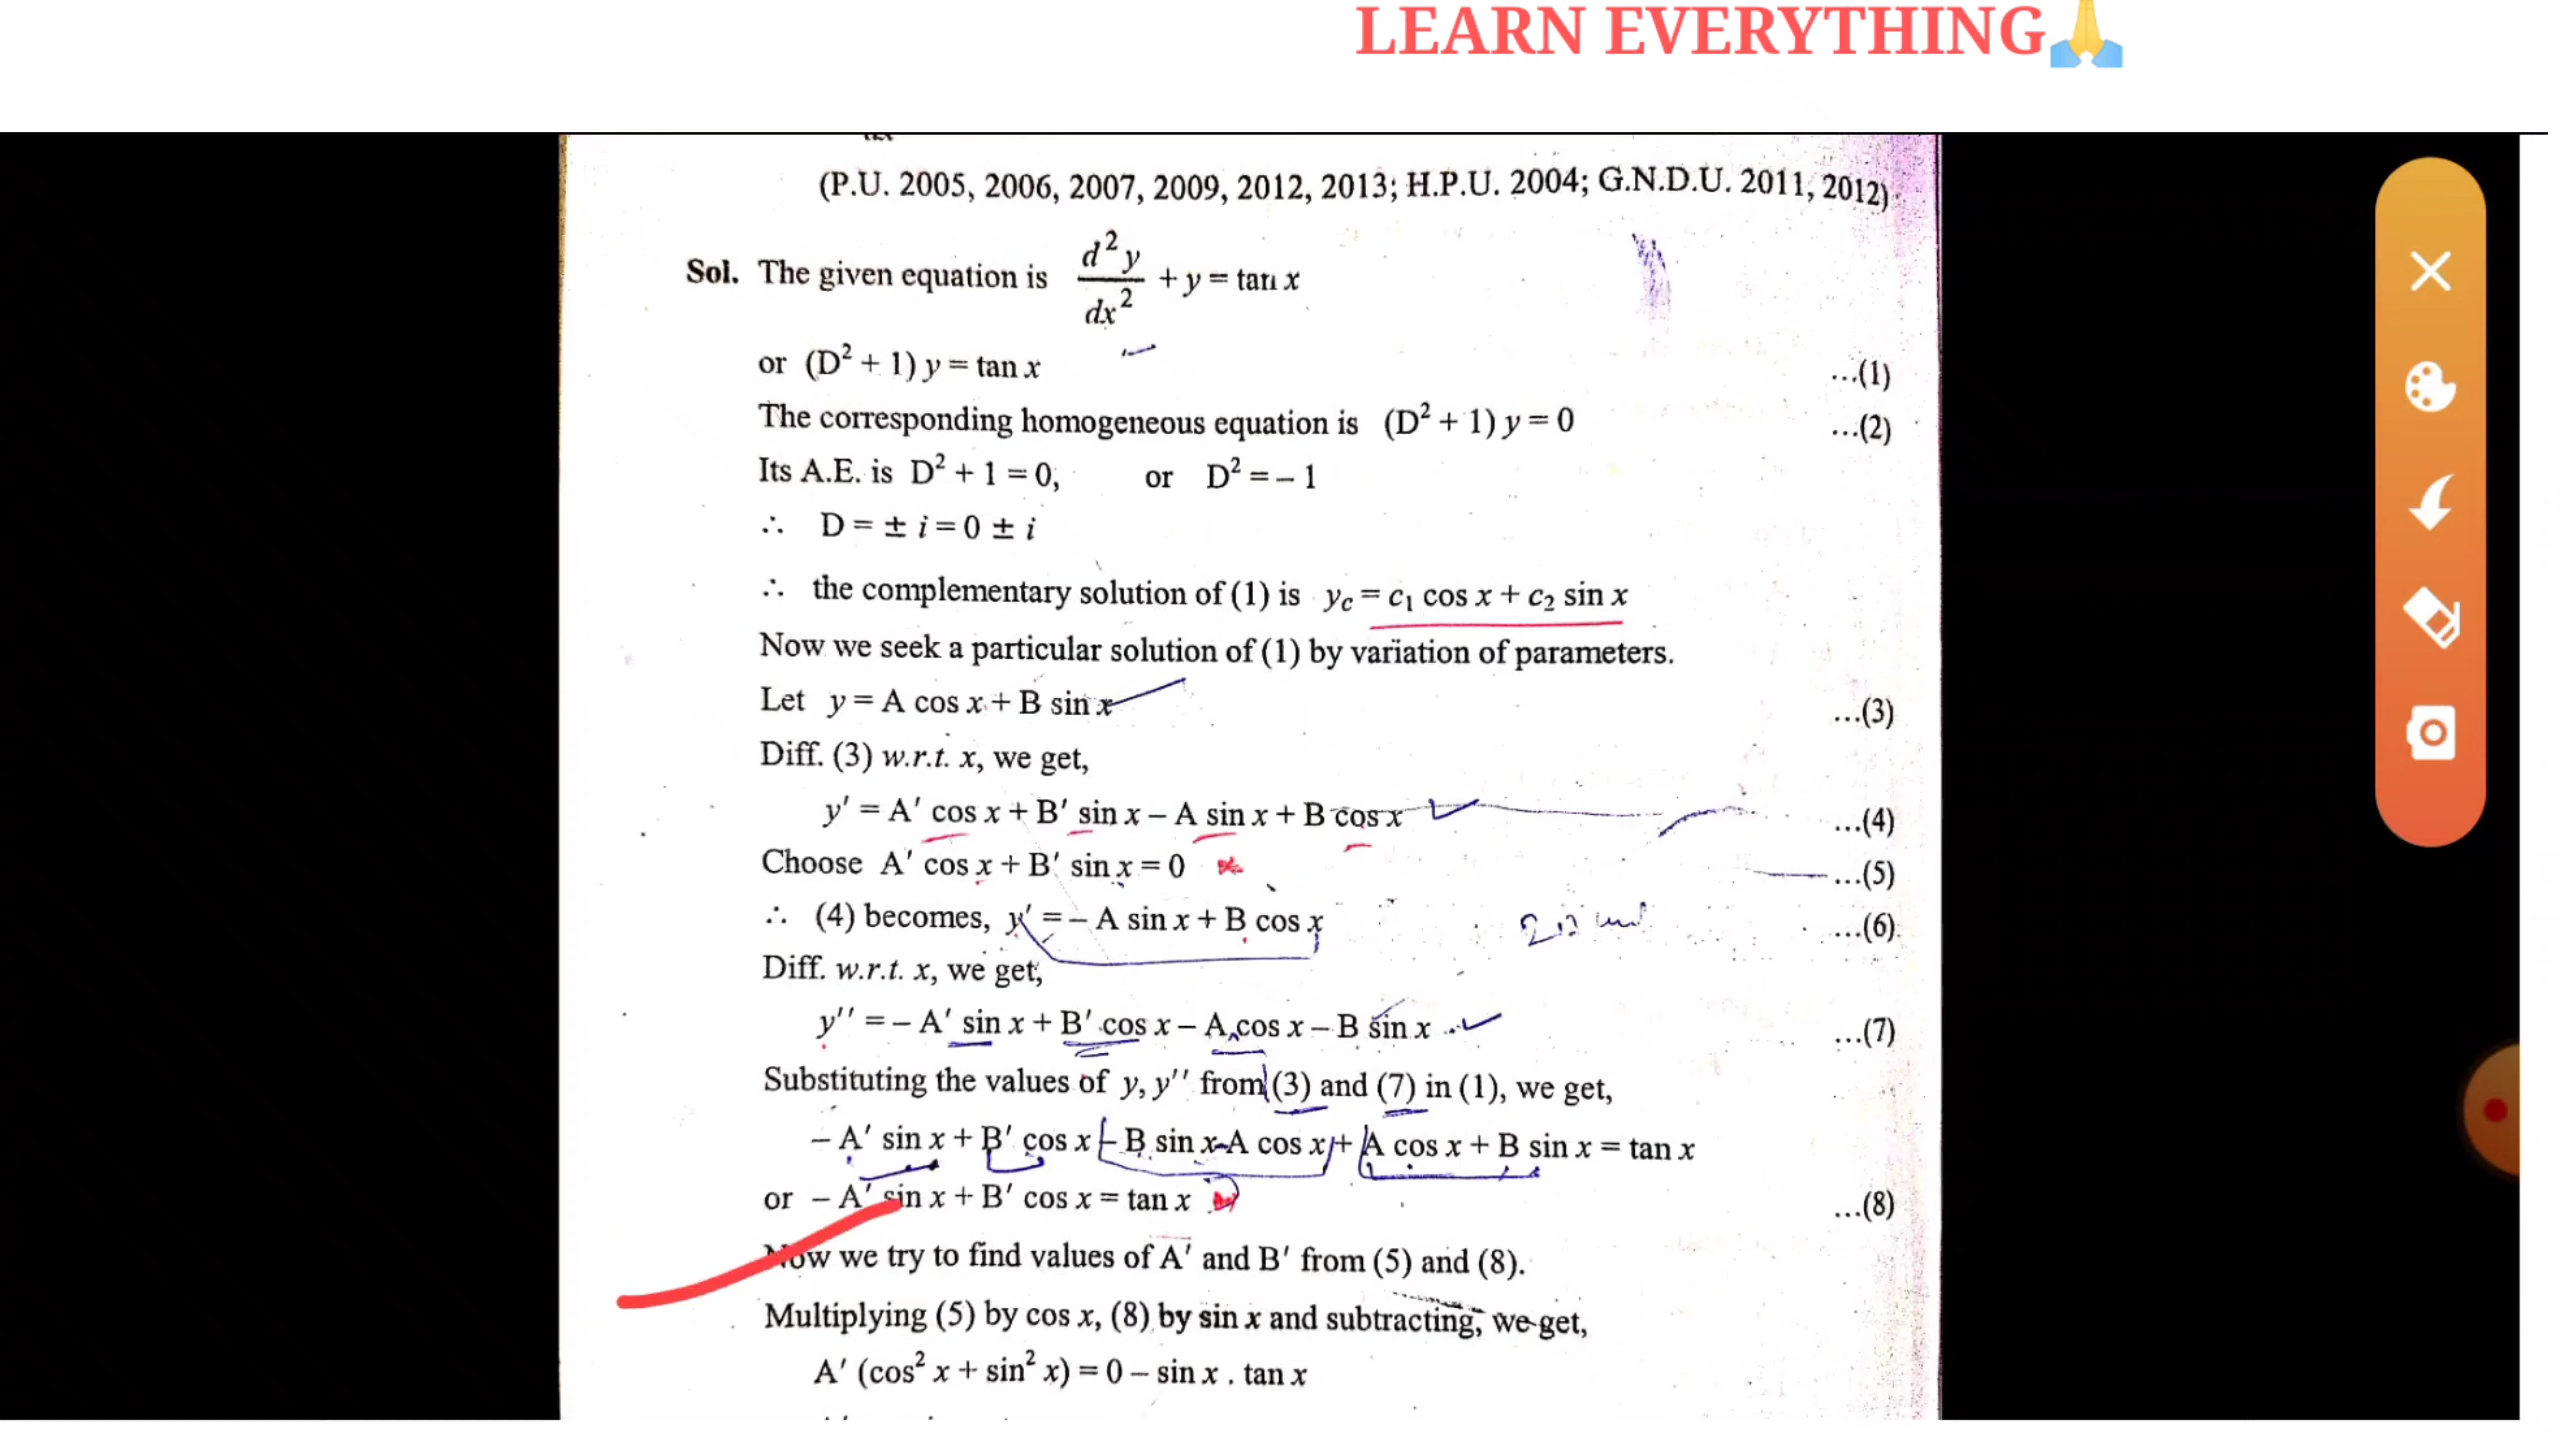 LEARN EVERYTHING🙏
(P.U. 2005, 2006, 2007, 2009, 2012, 2013; H.P.U. 2004; G.N.D.U. 2011, 2012)
Sol. The given equation is d²y/dx² + y = tan x
or (D² + 1) y = tan x ...(1)
The corresponding homogeneous equation is (D² + 1) y = 0 ...(2)
Its A.E. is D² + 1 = 0, or D² = – 1
∴ D = ± i = 0 ± i
∴ the complementary solution of (1) is y_c = c₁ cos x + c₂ sin x
Now we seek a particular solution of (1) by variation of parameters.
Let y = A cos x + B sin x ...(3)
Diff. (3) w.r.t. x, we get,
y′ = A′ cos x + B′ sin x – A sin x + B cos x ...(4)
Choose A′ cos x + B′ sin x = 0 ...(5)
∴ (4) becomes, y′ = – A sin x + B cos x ...(6)
Diff. w.r.t. x, we get,
y′′ = – A′ sin x + B′ cos x – A cos x – B sin x ...(7)
Substituting the values of y, y′′ from (3) and (7) in (1), we get,
– A′ sin x + B′ cos x – B sin x – A cos x + A cos x + B sin x = tan x
or – A′ sin x + B′ cos x = tan x ...(8)
Now we try to find values of A′ and B′ from (5) and (8).
Multiplying (5) by cos x, (8) by sin x and subtracting, we get,
A′ (cos² x + sin² x) = 0 – sin x . tan x